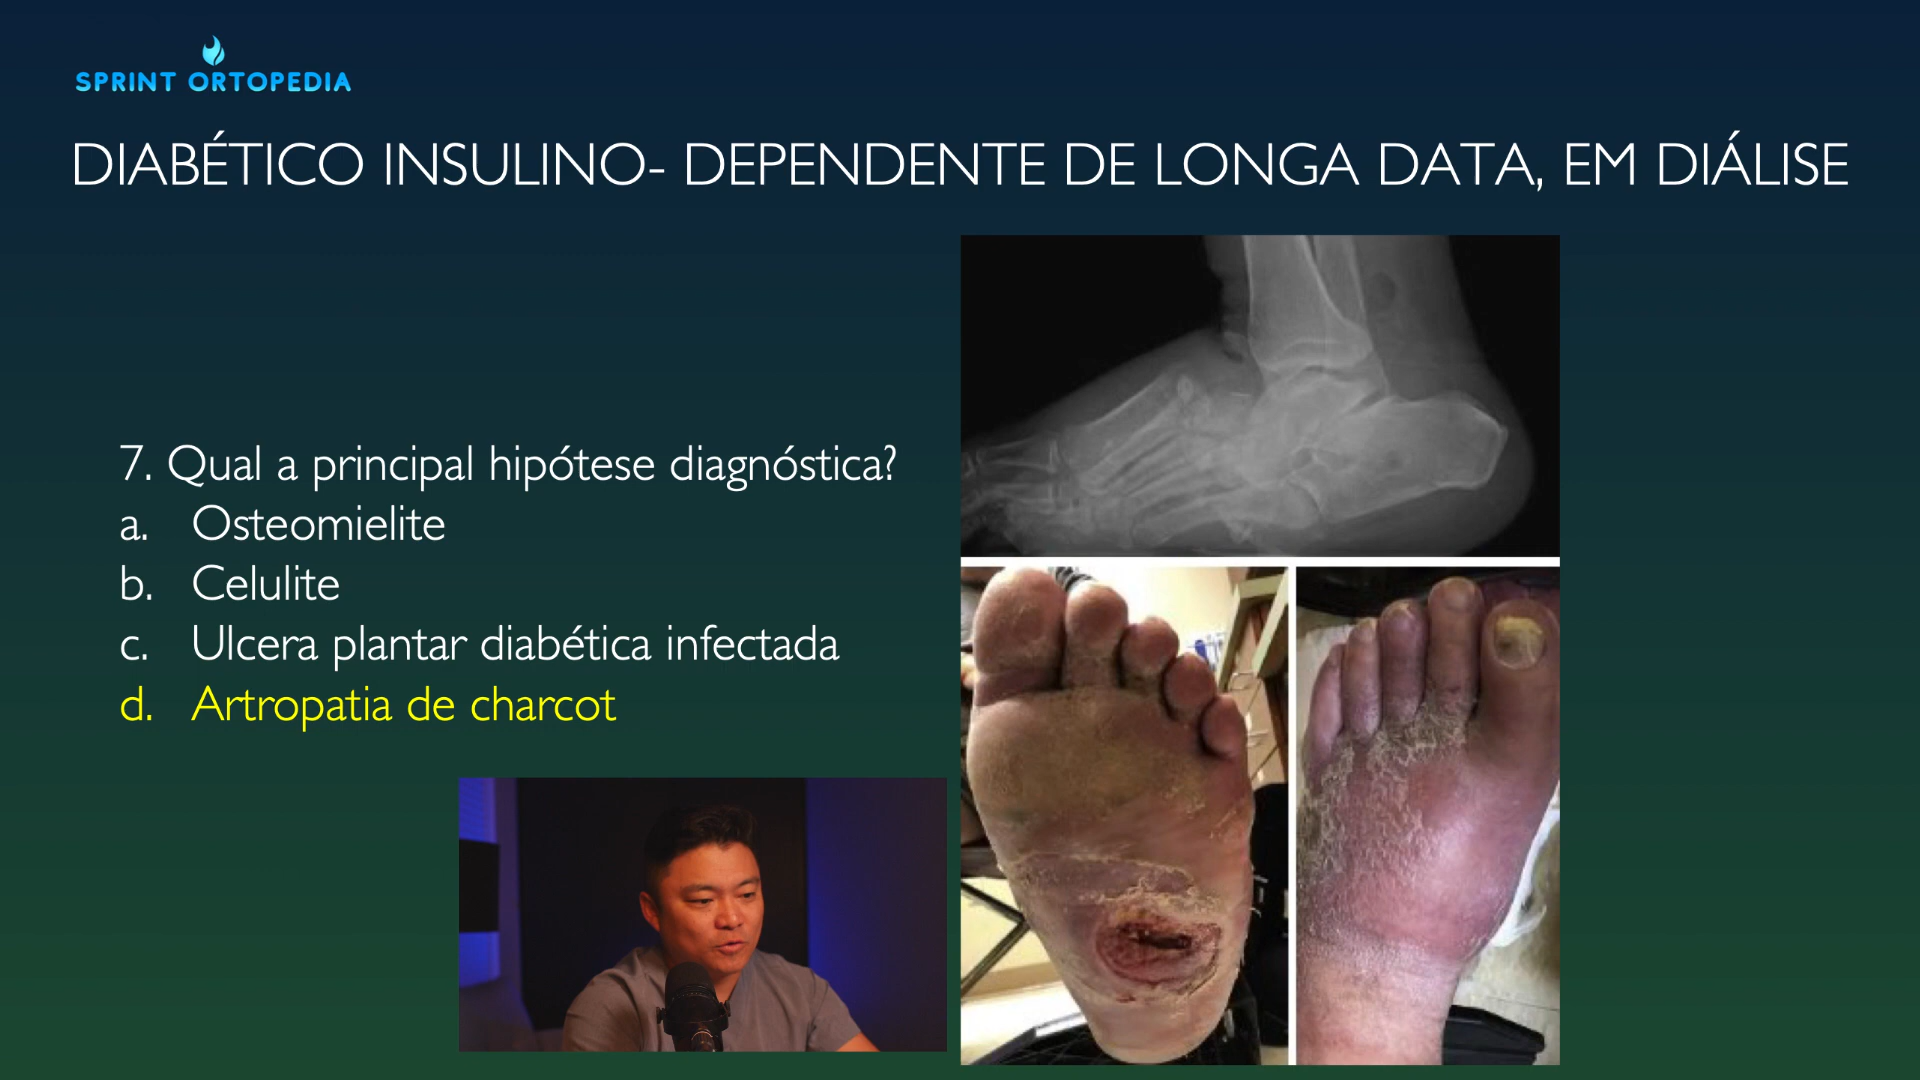 SPRINT ORTOPEDIA
DIABÉTICO INSULINO- DEPENDENTE DE LONGA DATA, EM DIÁLISE
7. Qual a principal hipótese diagnóstica?
a. Osteomielite
b. Celulite
c. Ulcera plantar diabética infectada
d. Artropatia de charcot